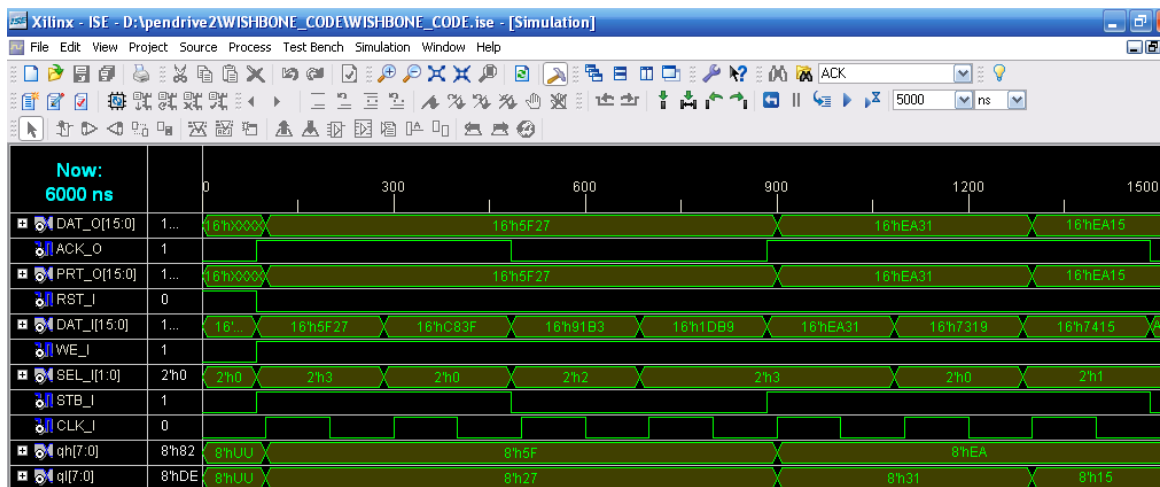 Xilinx - ISE - D:\pendrive2\WISHBONE_CODE\WISHBONE_CODE.ise - [Simulation]
File Edit View Project Source Process Test Bench Simulation Window Help
ACK
5000 ns
Now:
6000 ns
0 300 600 900 1200 1500
DAT_O[15:0] 1... 16'hXXXX 16'h5F27 16'hEA31 16'hEA15
ACK_O 1
PRT_O[15:0] 1... 16'hXXXX 16'h5F27 16'hEA31 16'hEA15
RST_I 0
DAT_I[15:0] 1... 16'... 16'h5F27 16'hC83F 16'h91B3 16'h1DB9 16'hEA31 16'h7319 16'h7415
WE_I 1
SEL_I[1:0] 2'h0 2'h0 2'h3 2'h0 2'h2 2'h3 2'h0 2'h1
STB_I 1
CLK_I 0
qh[7:0] 8'h82 8'hUU 8'h5F 8'hEA
ql[7:0] 8'hDE 8'hUU 8'h27 8'h31 8'h15